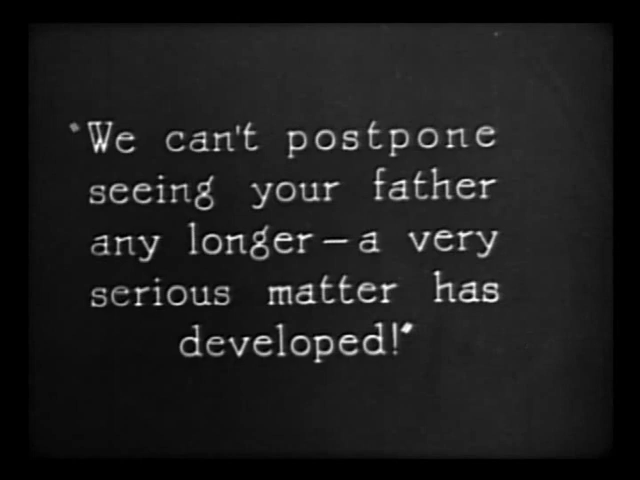 "We can't postpone
seeing your father
any longer — a very
serious matter has
developed!"